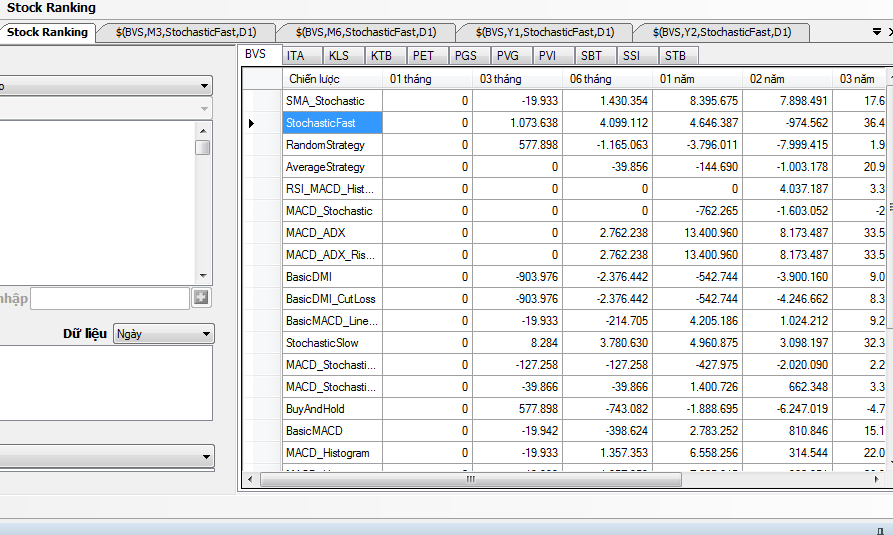 Stock Ranking
Stock Ranking $(BVS,M3,StochasticFast,D1) $(BVS,M6,StochasticFast,D1) $(BVS,Y1,StochasticFast,D1) $(BVS,Y2,StochasticFast,D1)
BVS ITA KLS KTB PET PGS PVG PVI SBT SSI STB
Chiến lược 01 tháng 03 tháng 06 tháng 01 năm 02 năm 03 năm
SMA_Stochastic 0 -19.933 1.430.354 8.395.675 7.898.491 17.6
StochasticFast 0 1.073.638 4.099.112 4.646.387 -974.562 36.4
RandomStrategy 0 577.898 -1.165.063 -3.796.011 -7.999.415 1.9
AverageStrategy 0 0 -39.856 -144.690 -1.003.178 20.9
RSI_MACD_Hist... 0 0 0 0 4.037.187 3.3
MACD_Stochastic 0 0 0 -762.265 -1.603.052 -2
MACD_ADX 0 0 2.762.238 13.400.960 8.173.487 33.5
MACD_ADX_Ris... 0 0 2.762.238 13.400.960 8.173.487 33.5
BasicDMI 0 -903.976 -2.376.442 -542.744 -3.900.160 9.0
BasicDMI_CutLoss 0 -903.976 -2.376.442 -542.744 -4.246.662 8.3
BasicMACD_Line... 0 -19.933 -214.705 4.205.186 1.024.212 9.2
StochasticSlow 0 8.284 3.780.630 4.960.875 3.098.197 32.3
MACD_Stochasti... 0 -127.258 -127.258 -427.975 -2.020.090 2.2
MACD_Stochasti... 0 -39.866 -39.866 1.400.726 662.348 3.3
BuyAndHold 0 577.898 -743.082 -1.888.695 -6.247.019 -4.7
BasicMACD 0 -19.942 -398.624 2.783.252 810.846 15.1
MACD_Histogram 0 -19.933 1.357.353 6.558.256 314.544 22.0
nhập
Dữ liệu Ngày